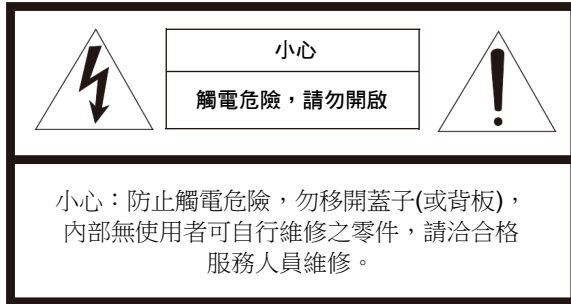 小心
觸電危險，請勿開啟
小心：防止觸電危險，勿移開蓋子(或背板)，
內部無使用者可自行維修之零件，請洽合格
服務人員維修。